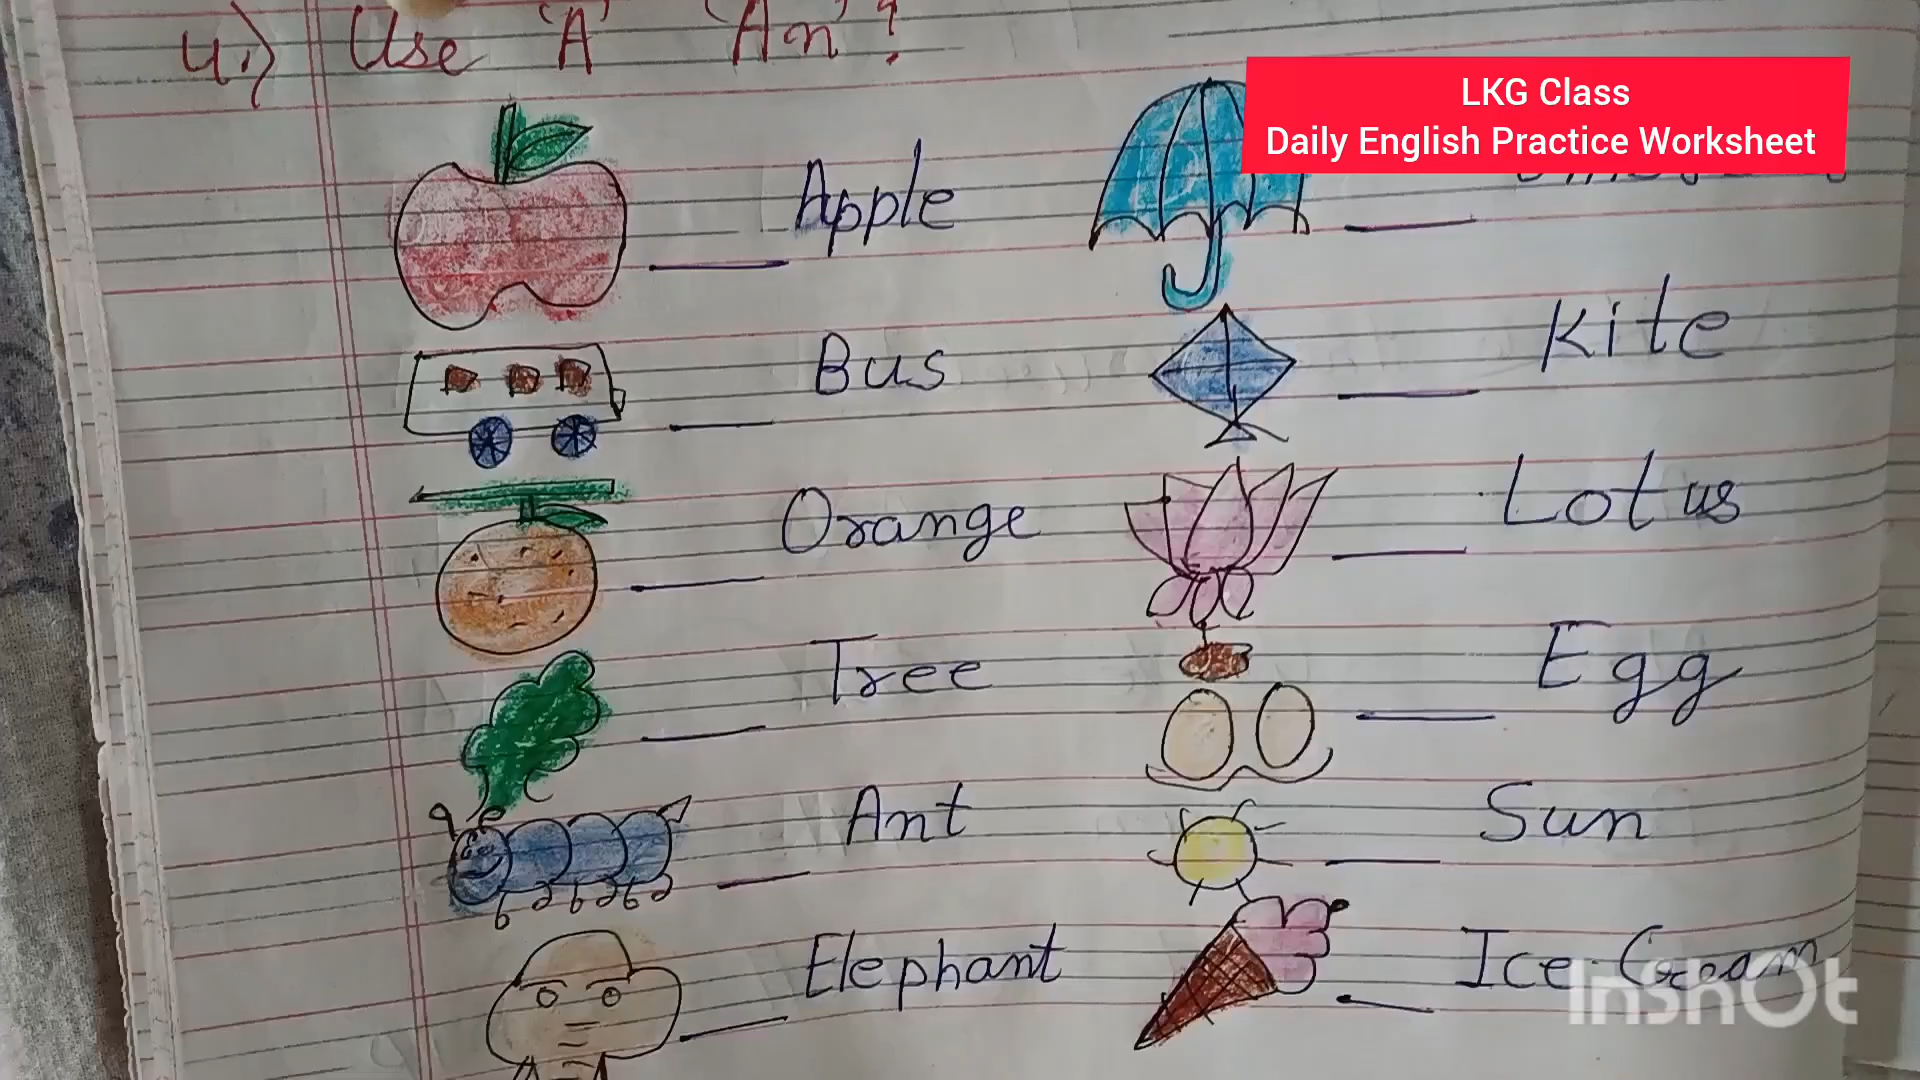 4.) Use 'A' 'An'?
LKG Class
Daily English Practice Worksheet
Apple
Bus
Kite
Orange
Lotus
Tree
Egg
Ant
Sun
Elephant
Ice-Cream
InShOt